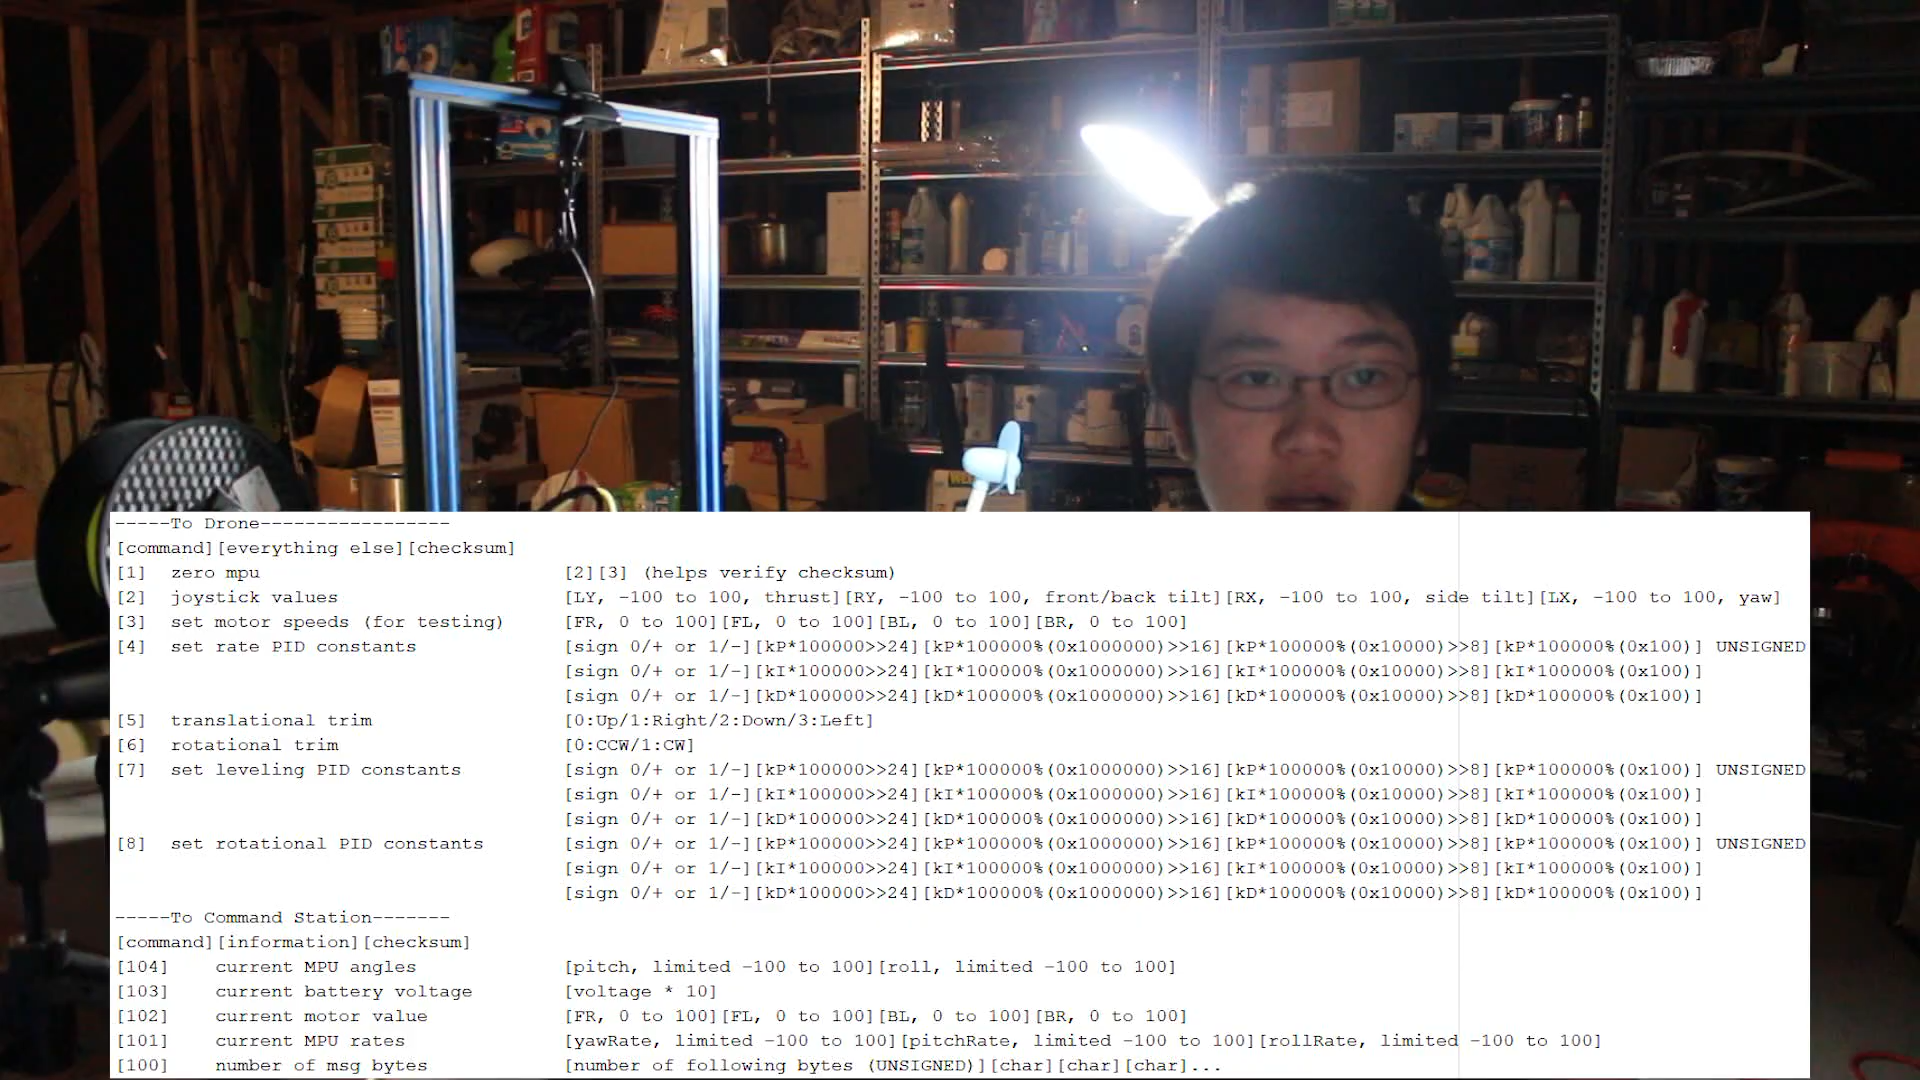 -----To Drone-----------------
[command][everything else][checksum]
[1] zero mpu [2][3] (helps verify checksum)
[2] joystick values [LY, -100 to 100, thrust][RY, -100 to 100, front/back tilt][RX, -100 to 100, side tilt][LX, -100 to 100, yaw]
[3] set motor speeds (for testing) [FR, 0 to 100][FL, 0 to 100][BL, 0 to 100][BR, 0 to 100]
[4] set rate PID constants [sign 0/+ or 1/-][kP*100000>>24][kP*100000%(0x1000000)>>16][kP*100000%(0x10000)>>8][kP*100000%(0x100)] UNSIGNED
[sign 0/+ or 1/-][kI*100000>>24][kI*100000%(0x1000000)>>16][kI*100000%(0x10000)>>8][kI*100000%(0x100)]
[sign 0/+ or 1/-][kD*100000>>24][kD*100000%(0x1000000)>>16][kD*100000%(0x10000)>>8][kD*100000%(0x100)]
[5] translational trim [0:Up/1:Right/2:Down/3:Left]
[6] rotational trim [0:CCW/1:CW]
[7] set leveling PID constants [sign 0/+ or 1/-][kP*100000>>24][kP*100000%(0x1000000)>>16][kP*100000%(0x10000)>>8][kP*100000%(0x100)] UNSIGNED
[sign 0/+ or 1/-][kI*100000>>24][kI*100000%(0x1000000)>>16][kI*100000%(0x10000)>>8][kI*100000%(0x100)]
[sign 0/+ or 1/-][kD*100000>>24][kD*100000%(0x1000000)>>16][kD*100000%(0x10000)>>8][kD*100000%(0x100)]
[8] set rotational PID constants [sign 0/+ or 1/-][kP*100000>>24][kP*100000%(0x1000000)>>16][kP*100000%(0x10000)>>8][kP*100000%(0x100)] UNSIGNED
[sign 0/+ or 1/-][kI*100000>>24][kI*100000%(0x1000000)>>16][kI*100000%(0x10000)>>8][kI*100000%(0x100)]
[sign 0/+ or 1/-][kD*100000>>24][kD*100000%(0x1000000)>>16][kD*100000%(0x10000)>>8][kD*100000%(0x100)]
-----To Command Station-------
[command][information][checksum]
[104] current MPU angles [pitch, limited -100 to 100][roll, limited -100 to 100]
[103] current battery voltage [voltage * 10]
[102] current motor value [FR, 0 to 100][FL, 0 to 100][BL, 0 to 100][BR, 0 to 100]
[101] current MPU rates [yawRate, limited -100 to 100][pitchRate, limited -100 to 100][rollRate, limited -100 to 100]
[100] number of msg bytes [number of following bytes (UNSIGNED)][char][char][char]...